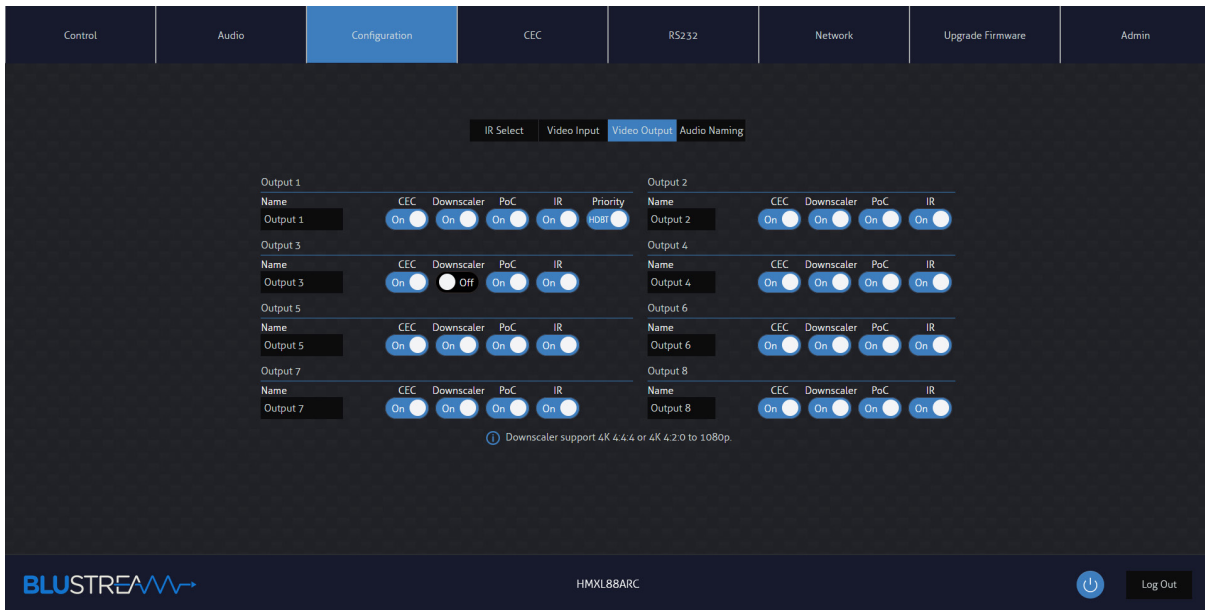 Control Audio Configuration CEC RS232 Network Upgrade Firmware Admin
IR Select Video Input Video Output Audio Naming
Output 1 Output 2
Name CEC Downscaler PoC IR Priority Name CEC Downscaler PoC IR
Output 1 On On On On HDBT Output 2 On On On On
Output 3 Output 4
Name CEC Downscaler PoC IR Name CEC Downscaler PoC IR
Output 3 On Off On On Output 4 On On On On
Output 5 Output 6
Name CEC Downscaler PoC IR Name CEC Downscaler PoC IR
Output 5 On On On On Output 6 On On On On
Output 7 Output 8
Name CEC Downscaler PoC IR Name CEC Downscaler PoC IR
Output 7 On On On On Output 8 On On On On
Downscaler support 4K 4:4:4 or 4K 4:2:0 to 1080p.
BLUSTREAM HMXL88ARC Log Out